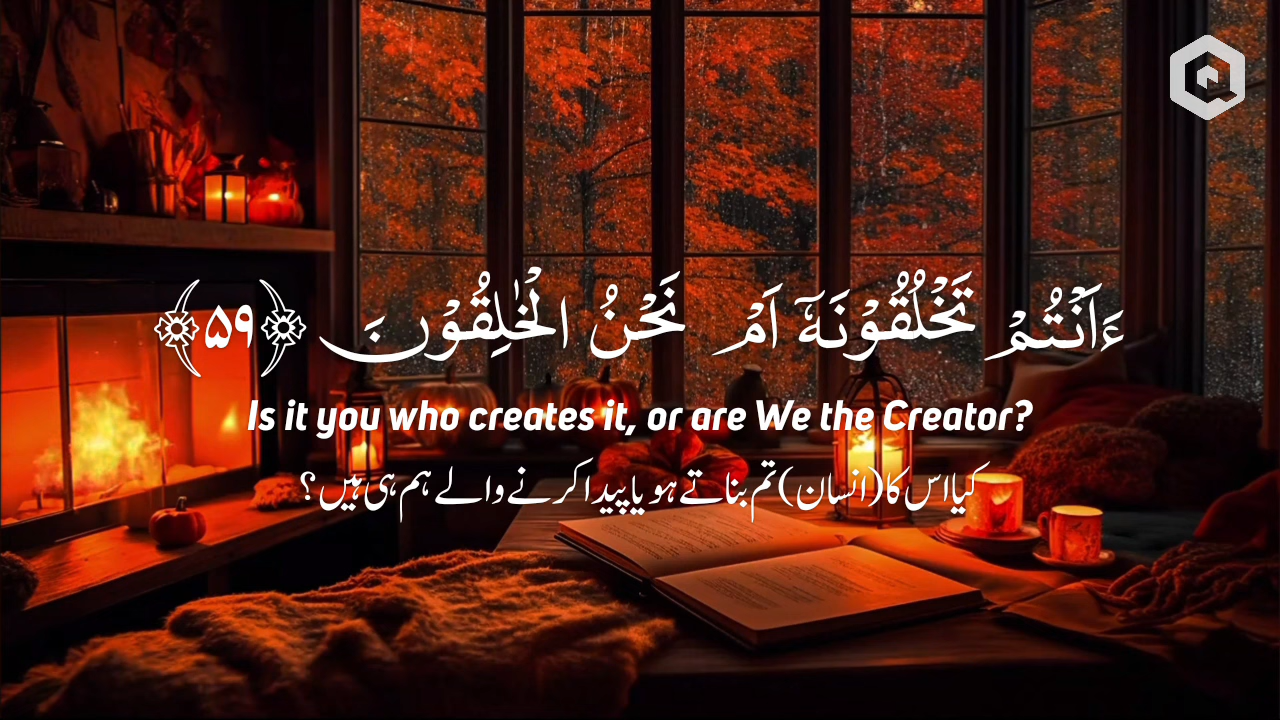 ءَاَنْتُمْ تَخْلُقُوْنَهٗۤ اَمْ نَحْنُ الْخٰلِقُوْنَ ﴿۵۹﴾
Is it you who creates it, or are We the Creator?
کیا اس کا (انسان) تم بناتے ہو یا پیدا کرنے والے ہم ہی ہیں؟